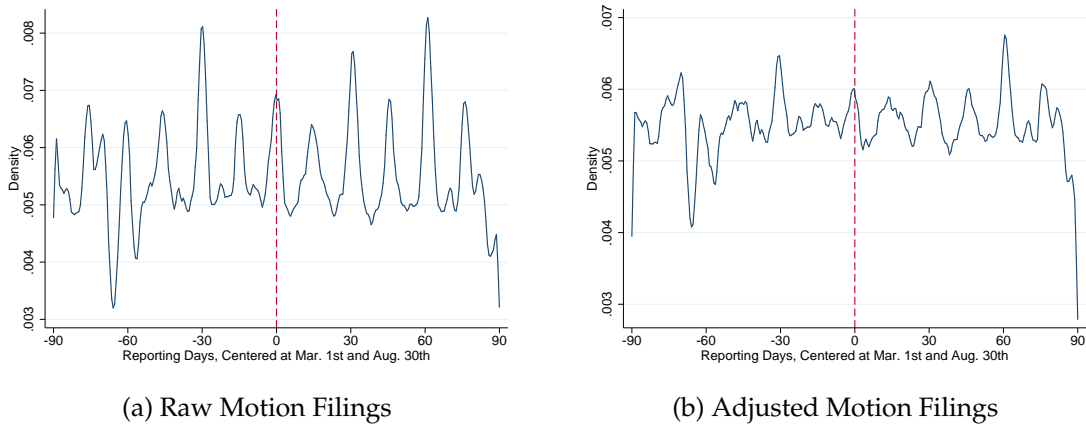 .008
.007
.006
.005
.004
.003
Density
-90 -60 -30 0 30 60 90
Reporting Days, Centered at Mar. 1st and Aug. 30th
(a) Raw Motion Filings
.007
.006
.005
.004
.003
Density
-90 -60 -30 0 30 60 90
Reporting Days, Centered at Mar. 1st and Aug. 30th
(b) Adjusted Motion Filings